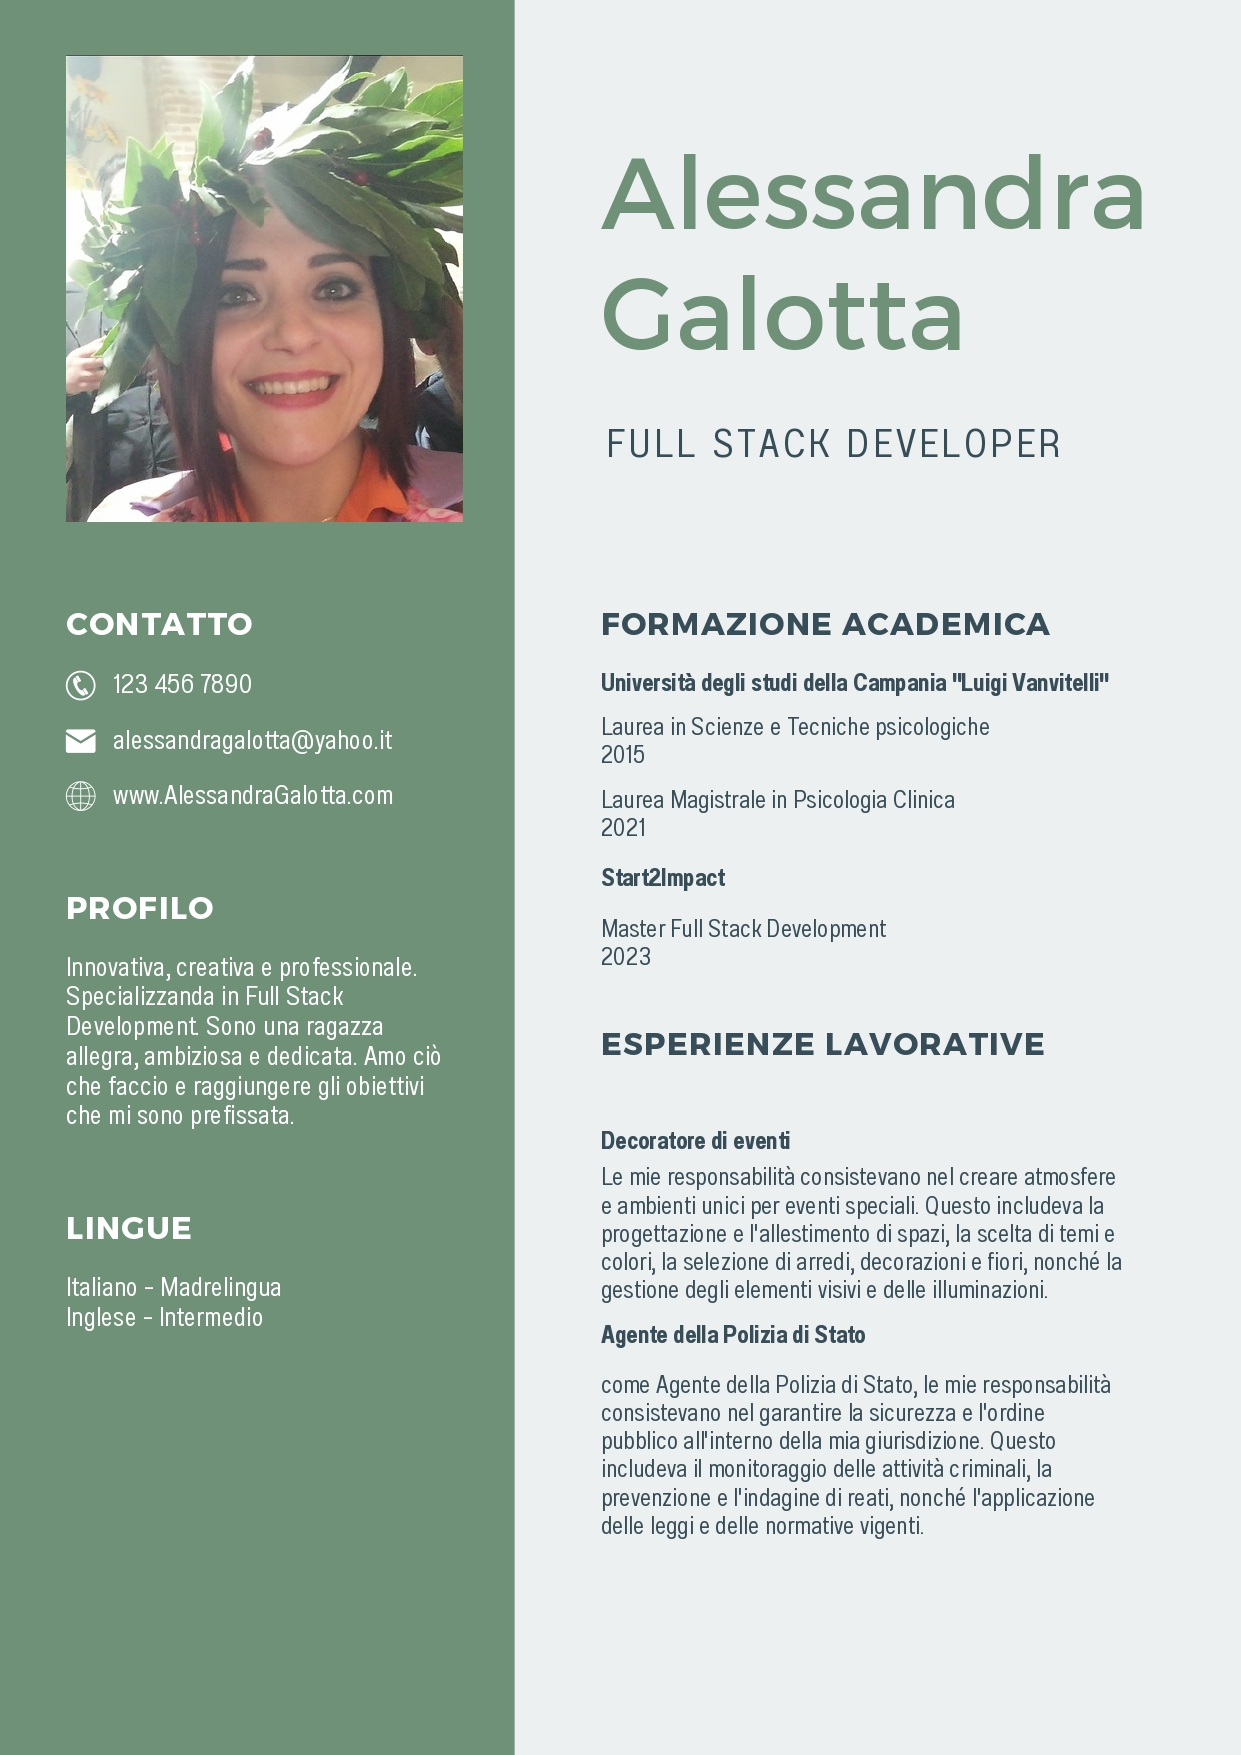 Alessandra
Galotta
FULL STACK DEVELOPER
CONTATTO
123 456 7890
alessandragalotta@yahoo.it
www.AlessandraGalotta.com
PROFILO
Innovativa, creativa e professionale.
Specializzanda in Full Stack
Development. Sono una ragazza
allegra, ambiziosa e dedicata. Amo ciò
che faccio e raggiungere gli obiettivi
che mi sono prefissata.
LINGUE
Italiano - Madrelingua
Inglese - Intermedio
FORMAZIONE ACADEMICA
Università degli studi della Campania "Luigi Vanvitelli"
Laurea in Scienze e Tecniche psicologiche
2015
Laurea Magistrale in Psicologia Clinica
2021
Start2Impact
Master Full Stack Development
2023
ESPERIENZE LAVORATIVE
Decoratore di eventi
Le mie responsabilità consistevano nel creare atmosfere
e ambienti unici per eventi speciali. Questo includeva la
progettazione e l'allestimento di spazi, la scelta di temi e
colori, la selezione di arredi, decorazioni e fiori, nonché la
gestione degli elementi visivi e delle illuminazioni.
Agente della Polizia di Stato
come Agente della Polizia di Stato, le mie responsabilità
consistevano nel garantire la sicurezza e l'ordine
pubblico all'interno della mia giurisdizione. Questo
includeva il monitoraggio delle attività criminali, la
prevenzione e l'indagine di reati, nonché l'applicazione
delle leggi e delle normative vigenti.